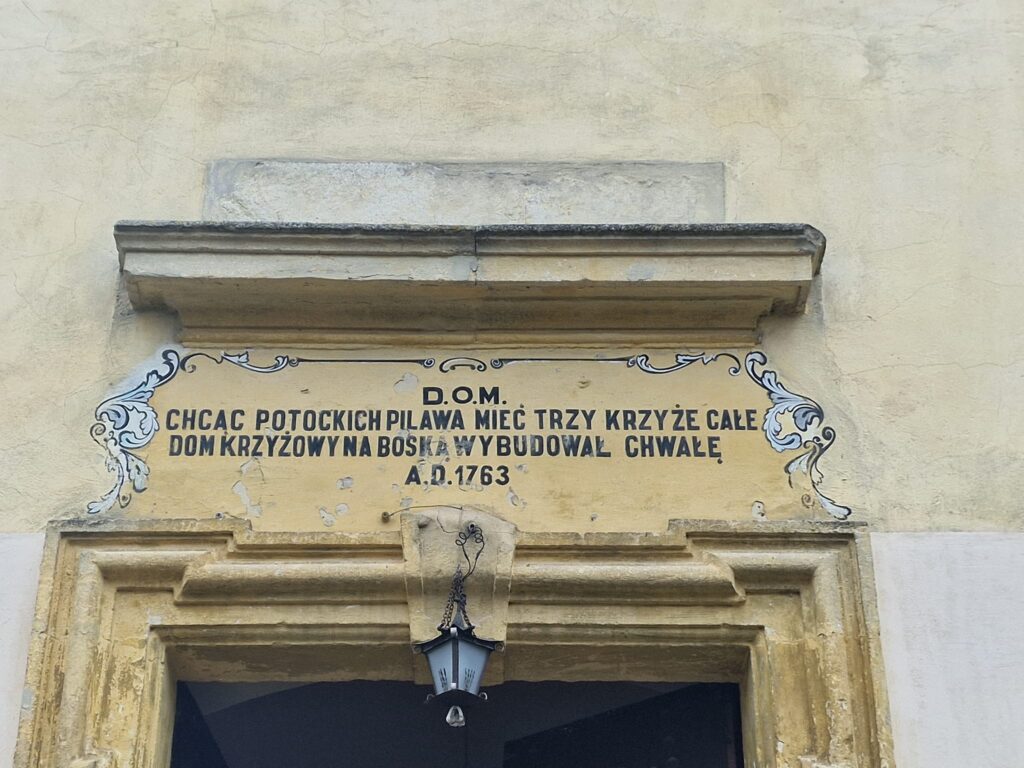 D.O.M.
CHCĄC POTOCKICH PILAWA MIEĆ TRZY KRZYŻE CAŁE
DOM KRZYŻOWY NA BOSKĄ WYBUDOWAŁ CHWAŁĘ
A.D.1763